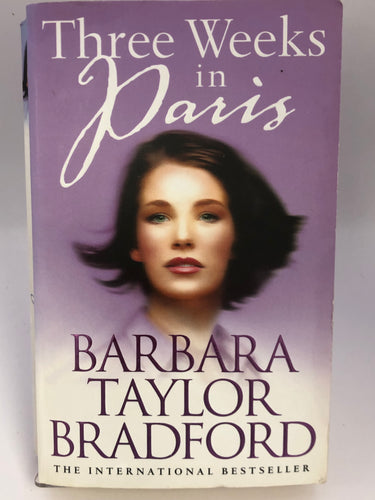 Three Weeks
in
Paris
BARBARA
TAYLOR
BRADFORD
THE INTERNATIONAL BESTSELLER